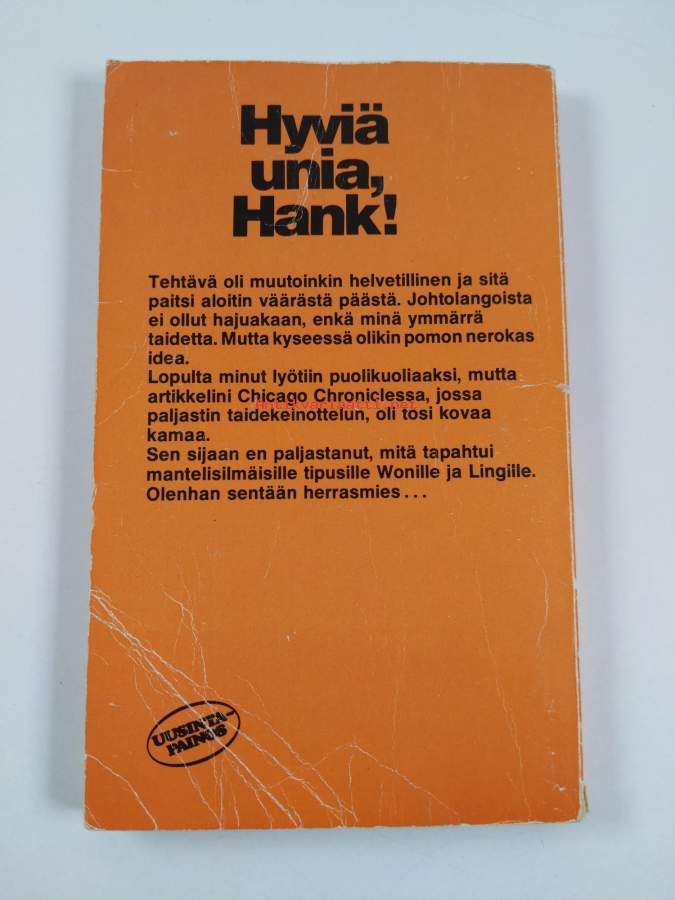 Hyviä
unia,
Hank!
Tehtävä oli muutoinkin helvetillinen ja sitä
paitsi aloitin väärästä päästä. Johtolangoista
ei ollut hajuakaan, enkä minä ymmärrä
taidetta. Mutta kyseessä olikin pomon nerokas
idea.
Lopulta minut lyötiin puolikuoliaaksi, mutta
artikkelini Chicago Chroniclessa, jossa
Antikvariaatti.net
paljastin taidekeinottelun, oli tosi kovaa
kamaa.
Sen sijaan en paljastanut, mitä tapahtui
mantelisilmäisille tipusille Wonille ja Lingille.
Olenhan sentään herrasmies...
UUSINTA-
PAINOS